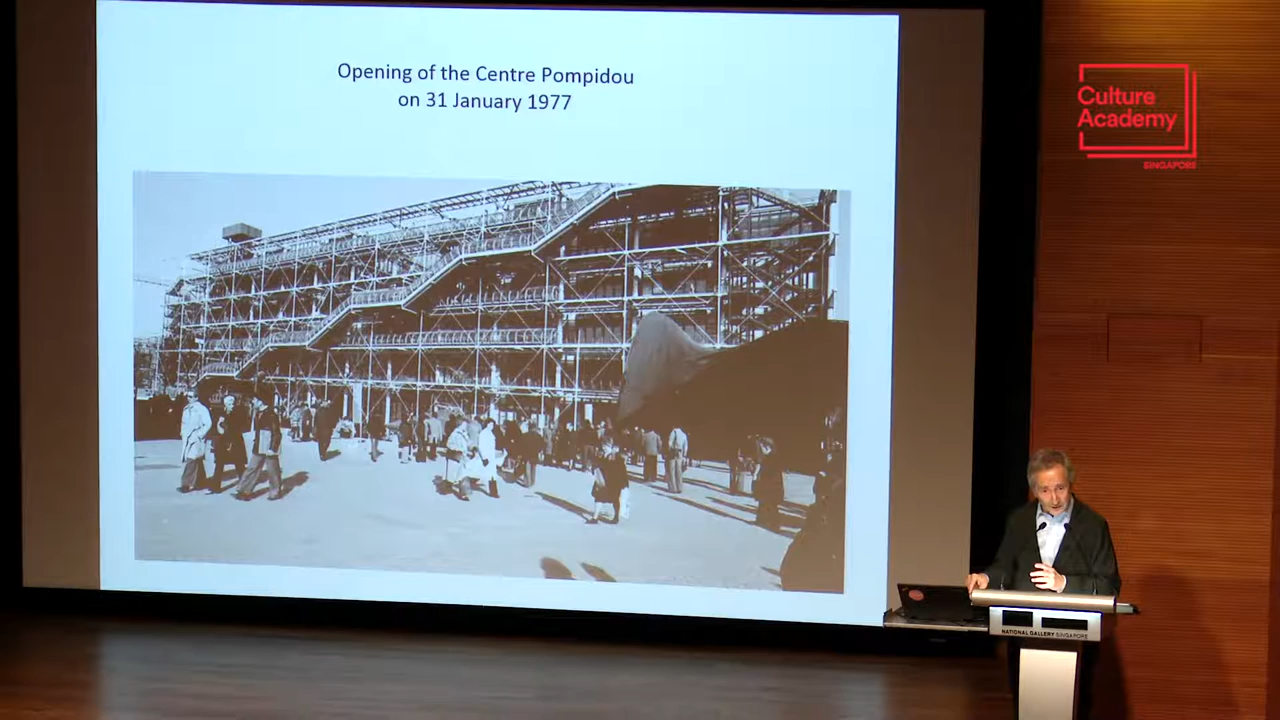 Opening of the Centre Pompidou
on 31 January 1977
Culture
Academy
SINGAPORE
NATIONAL GALLERY SINGAPORE